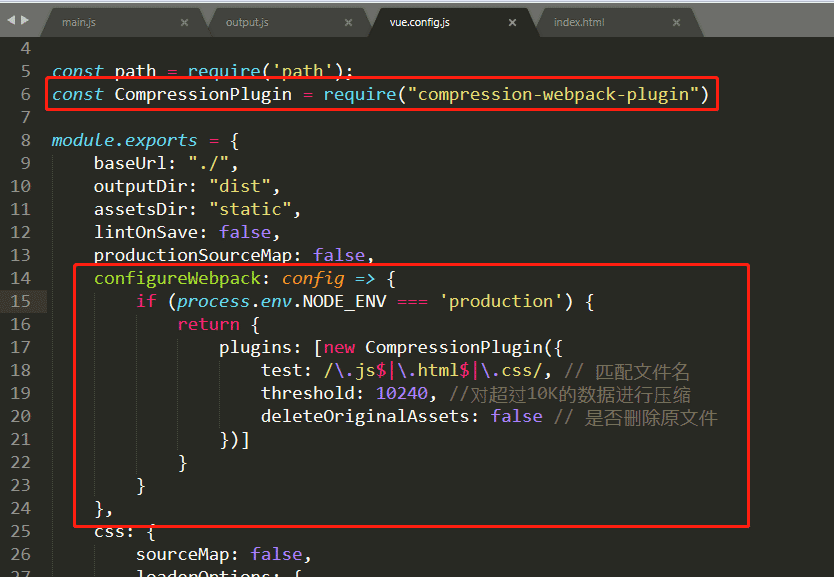 main.js × output.js × vue.config.js × index.html ×
4
5 const path = require('path');
6 const CompressionPlugin = require("compression-webpack-plugin")
7
8 module.exports = {
9 baseUrl: "./",
10 outputDir: "dist",
11 assetsDir: "static",
12 lintOnSave: false,
13 productionSourceMap: false,
14 configureWebpack: config => {
15 if (process.env.NODE_ENV === 'production') {
16 return {
17 plugins: [new CompressionPlugin({
18 test: /\.js$|\.html$|\.css/, // 匹配文件名
19 threshold: 10240, //对超过10K的数据进行压缩
20 deleteOriginalAssets: false // 是否删除原文件
21 })]
22 }
23 }
24 },
25 css: {
26 sourceMap: false,
27 loaderOptions: {